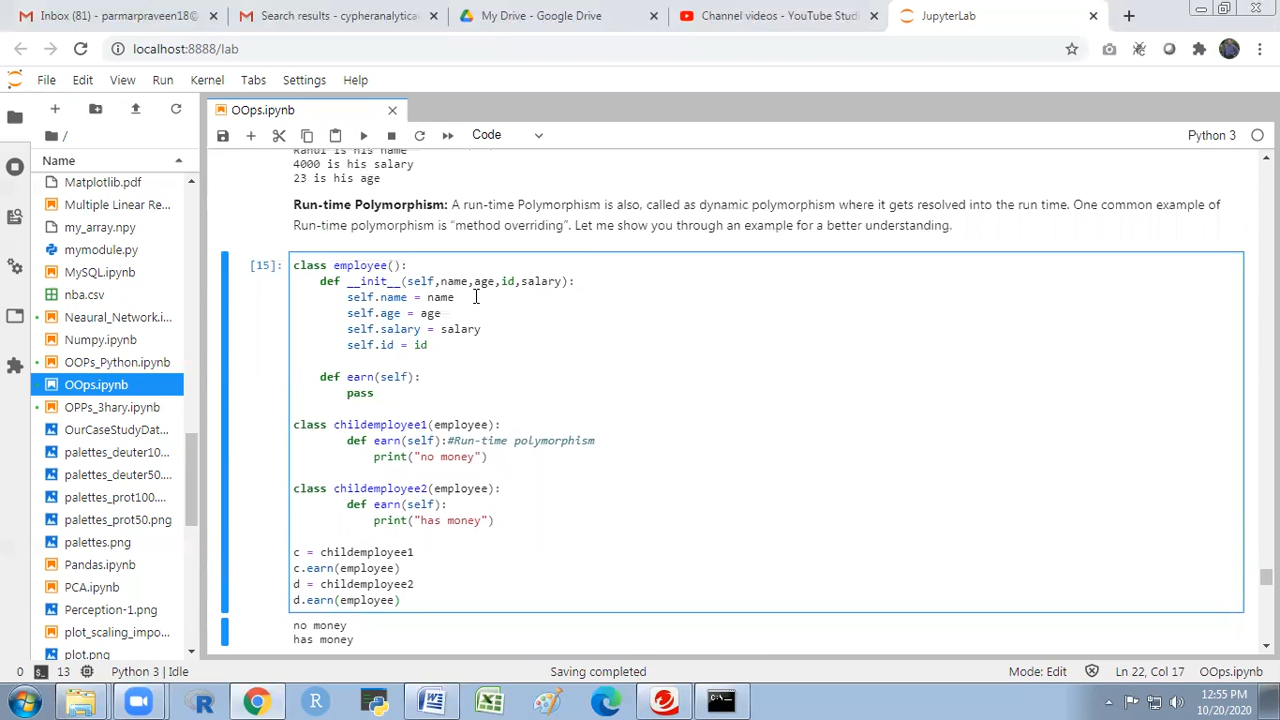 Inbox (81) - parmarpraveen18@
Search results - cypheranalytica
My Drive - Google Drive
Channel videos - YouTube Studi
JupyterLab
localhost:8888/lab
File Edit View Run Kernel Tabs Settings Help
OOps.ipynb
/
Code
Python 3
Name
Matplotlib.pdf
Multiple Linear Re...
my_array.npy
mymodule.py
MySQL.ipynb
nba.csv
Neaural_Network.i...
Numpy.ipynb
OOPs_Python.ipynb
OOps.ipynb
OPPs_3hary.ipynb
OurCaseStudyDat...
palettes_deuter10...
palettes_deuter50...
palettes_prot100....
palettes_prot50.png
palettes.png
Pandas.ipynb
PCA.ipynb
Perception-1.png
plot_scaling_impo...
plot.png
Rahul is his name
4000 is his salary
23 is his age
Run-time Polymorphism: A run-time Polymorphism is also, called as dynamic polymorphism where it gets resolved into the run time. One common example of
Run-time polymorphism is “method overriding”. Let me show you through an example for a better understanding.
[15]:
class employee():
def __init__(self,name,age,id,salary):
self.name = name
self.age = age
self.salary = salary
self.id = id
def earn(self):
pass
class childemployee1(employee):
def earn(self):#Run-time polymorphism
print("no money")
class childemployee2(employee):
def earn(self):
print("has money")
c = childemployee1
c.earn(employee)
d = childemployee2
d.earn(employee)
no money
has money
0 13 Python 3 | Idle
Saving completed
Mode: Edit
Ln 22, Col 17
OOps.ipynb
12:55 PM
10/20/2020